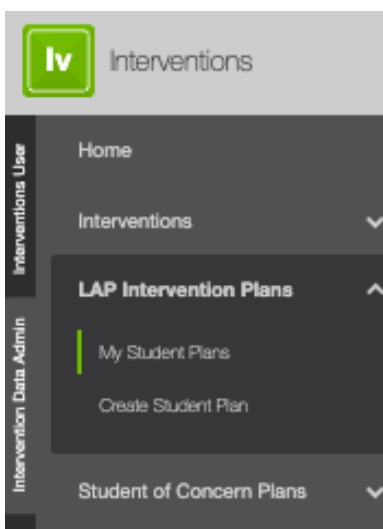 Iv Interventions
Interventions User
Home
Interventions
LAP Intervention Plans
My Student Plans
Create Student Plan
Intervention Data Admin
Student of Concern Plans